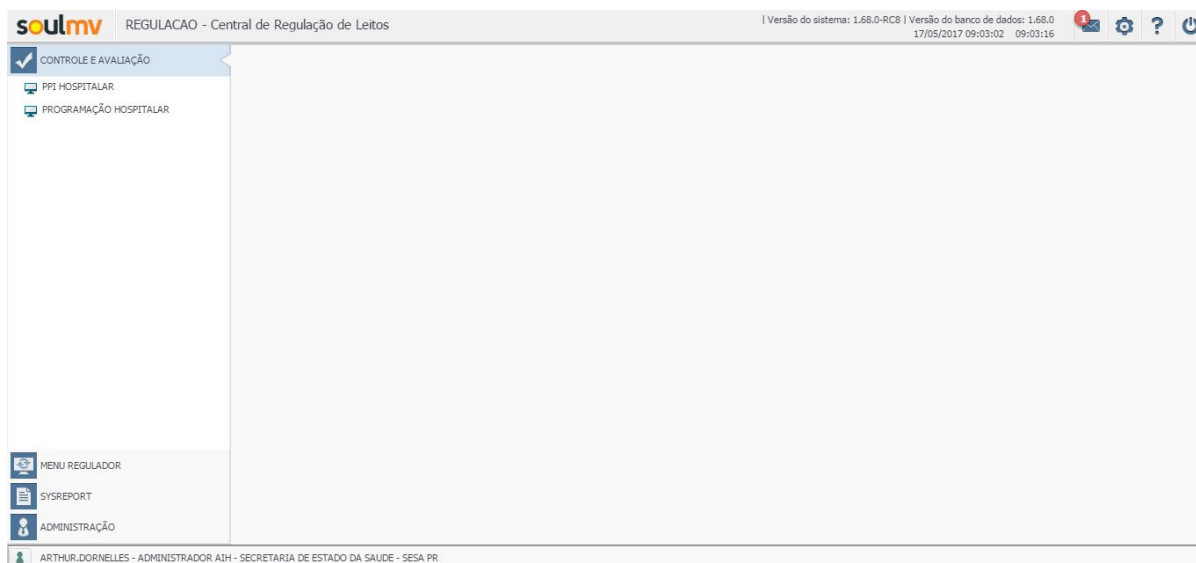 soulmv
REGULACAO - Central de Regulação de Leitos
| Versão do sistema: 1.68.0-RC8 | Versão do banco de dados: 1.68.0
17/05/2017 09:03:02 09:03:16
1
?
CONTROLE E AVALIAÇÃO
PPI HOSPITALAR
PROGRAMAÇÃO HOSPITALAR
MENU REGULADOR
SYSREPORT
ADMINISTRAÇÃO
ARTHUR.DORNELLES - ADMINISTRADOR AIH - SECRETARIA DE ESTADO DA SAUDE - SESA PR